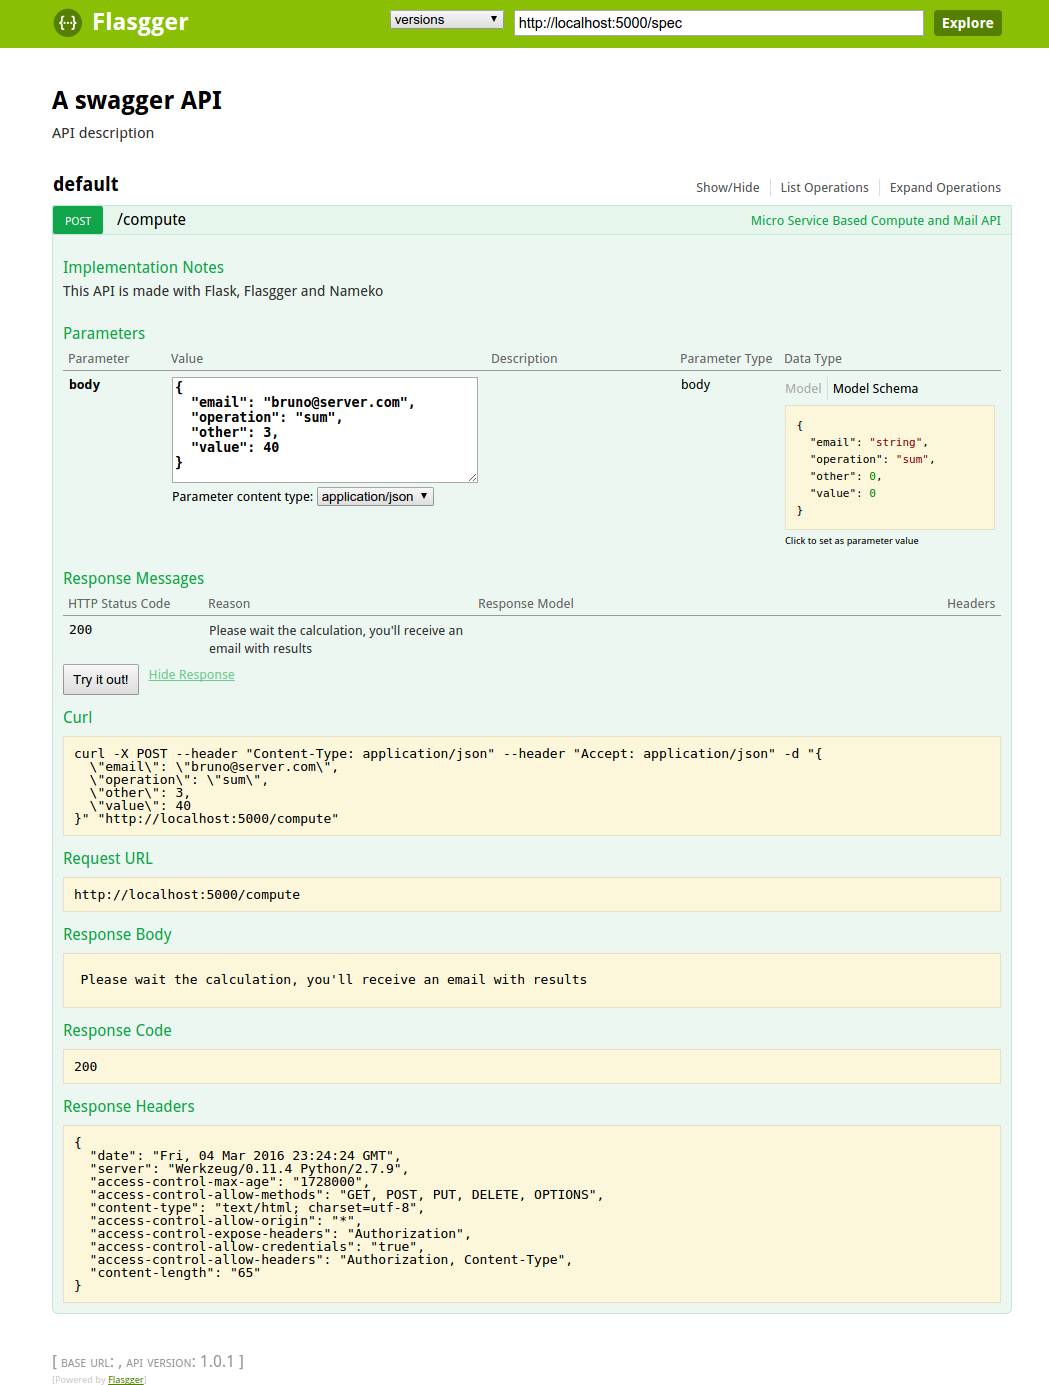 {··} Flasgger versions http://localhost:5000/spec Explore
A swagger API
API description
default Show/Hide List Operations Expand Operations
POST /compute Micro Service Based Compute and Mail API
Implementation Notes
This API is made with Flask, Flasgger and Nameko
Parameters
Parameter Value Description Parameter Type Data Type
body
{
  "email": "bruno@server.com",
  "operation": "sum",
  "other": 3,
  "value": 40
}
Parameter content type: application/json
body
Model Model Schema
{
  "email": "string",
  "operation": "sum",
  "other": 0,
  "value": 0
}
Click to set as parameter value
Response Messages
HTTP Status Code Reason Response Model Headers
200 Please wait the calculation, you'll receive an
email with results
Try it out! Hide Response
Curl
curl -X POST --header "Content-Type: application/json" --header "Accept: application/json" -d "{
  \"email\": \"bruno@server.com\",
  \"operation\": \"sum\",
  \"other\": 3,
  \"value\": 40
}" "http://localhost:5000/compute"
Request URL
http://localhost:5000/compute
Response Body
Please wait the calculation, you'll receive an email with results
Response Code
200
Response Headers
{
  "date": "Fri, 04 Mar 2016 23:24:24 GMT",
  "server": "Werkzeug/0.11.4 Python/2.7.9",
  "access-control-max-age": "1728000",
  "access-control-allow-methods": "GET, POST, PUT, DELETE, OPTIONS",
  "content-type": "text/html; charset=utf-8",
  "access-control-allow-origin": "*",
  "access-control-expose-headers": "Authorization",
  "access-control-allow-credentials": "true",
  "access-control-allow-headers": "Authorization, Content-Type",
  "content-length": "65"
}
[ BASE URL: , API VERSION: 1.0.1 ]
[Powered by Flasgger]